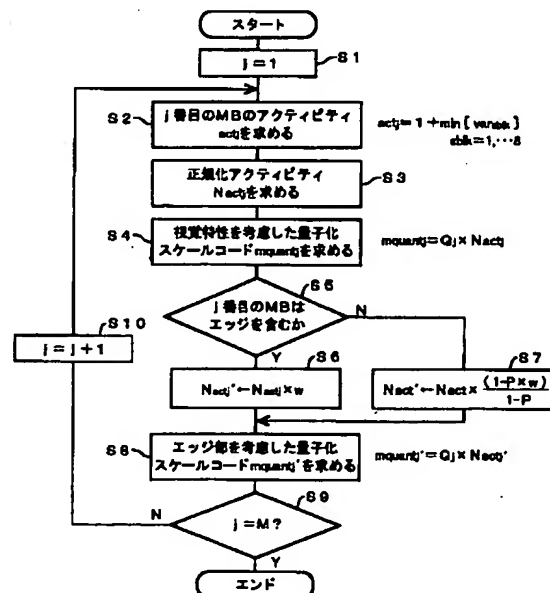 スタート
j=1
S1
S2
j番目のMBのアクティビティ
actjを求める
actj=1+min[varsblk]
sblk=1,…8
正規化アクティビティ
Nactjを求める
S3
S4
視覚特性を考慮した量子化
スケールコードmquantjを求める
mquantj=Qj×Nactj
S5
j番目のMBは
エッジを含むか
N
Y
S10
j=j+1
S6
Nactj'←Nactj×w
S7
Nact'←Nact×(1-P×w)/1-P
S8
エッジ部を考慮した量子化
スケールコードmquantj'を求める
mquantj'=Qj×Nactj'
S9
j=M?
N
Y
エンド